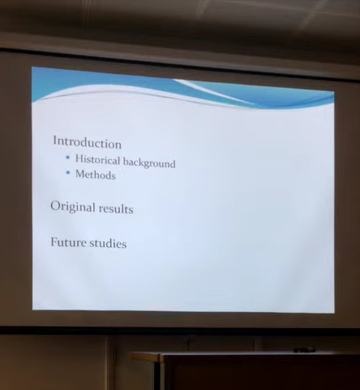 Introduction
Historical background
Methods
Original results
Future studies